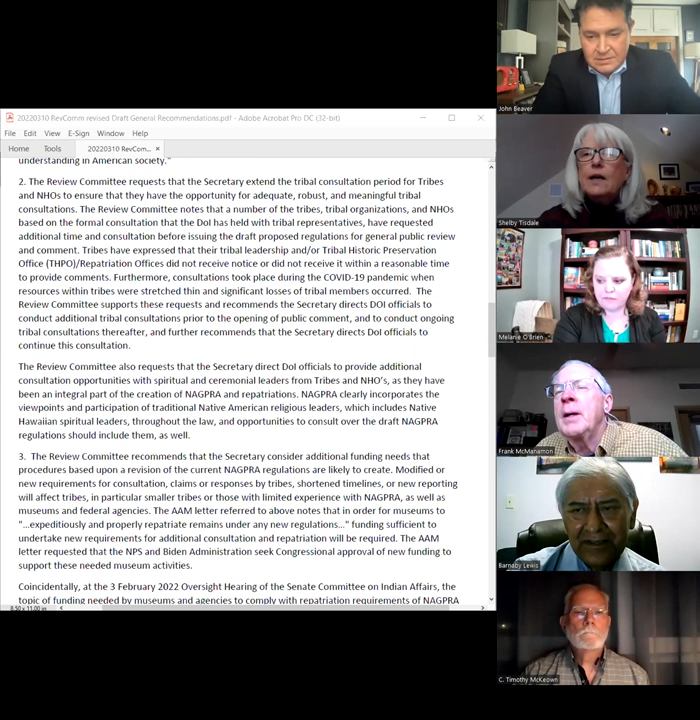 20220310 RevComm revised Draft General Recommendations.pdf - Adobe Acrobat Pro DC (32-bit)
File Edit View E-Sign Window Help
Home Tools 20220310 RevCom... ×
understanding in American society."
2. The Review Committee requests that the Secretary extend the tribal consultation period for Tribes
and NHOs to ensure that they have the opportunity for adequate, robust, and meaningful tribal
consultations. The Review Committee notes that a number of the tribes, tribal organizations, and NHOs
based on the formal consultation that the DoI has held with tribal representatives, have requested
additional time and consultation before issuing the draft proposed regulations for general public review
and comment. Tribes have expressed that their tribal leadership and/or Tribal Historic Preservation
Office (THPO)/Repatriation Offices did not receive notice or did not receive it within a reasonable time
to provide comments. Furthermore, consultations took place during the COVID-19 pandemic when
resources within tribes were stretched thin and significant losses of tribal members occurred. The
Review Committee supports these requests and recommends the Secretary directs DOI officials to
conduct additional tribal consultations prior to the opening of public comment, and to conduct ongoing
tribal consultations thereafter, and further recommends that the Secretary directs DoI officials to
continue this consultation.
The Review Committee also requests that the Secretary direct DoI officials to provide additional
consultation opportunities with spiritual and ceremonial leaders from Tribes and NHO's, as they have
been an integral part of the creation of NAGPRA and repatriations. NAGPRA clearly incorporates the
viewpoints and participation of traditional Native American religious leaders, which includes Native
Hawaiian spiritual leaders, throughout the law, and opportunities to consult over the draft NAGPRA
regulations should include them, as well.
3. The Review Committee recommends that the Secretary consider additional funding needs that
procedures based upon a revision of the current NAGPRA regulations are likely to create. Modified or
new requirements for consultation, claims or responses by tribes, shortened timelines, or new reporting
will affect tribes, in particular smaller tribes or those with limited experience with NAGPRA, as well as
museums and federal agencies. The AAM letter referred to above notes that in order for museums to
"...expeditiously and properly repatriate remains under any new regulations..." funding sufficient to
undertake new requirements for additional consultation and repatriation will be required. The AAM
letter requested that the NPS and Biden Administration seek Congressional approval of new funding to
support these needed museum activities.
Coincidentally, at the 3 February 2022 Oversight Hearing of the Senate Committee on Indian Affairs, the
topic of funding needed by museums and agencies to comply with repatriation requirements of NAGPRA
8.50 x 11.00 in
John Beaver
Shelby Tisdale
Melanie O'Brien
Frank McManamon
Barnaby Lewis
C. Timothy McKeown